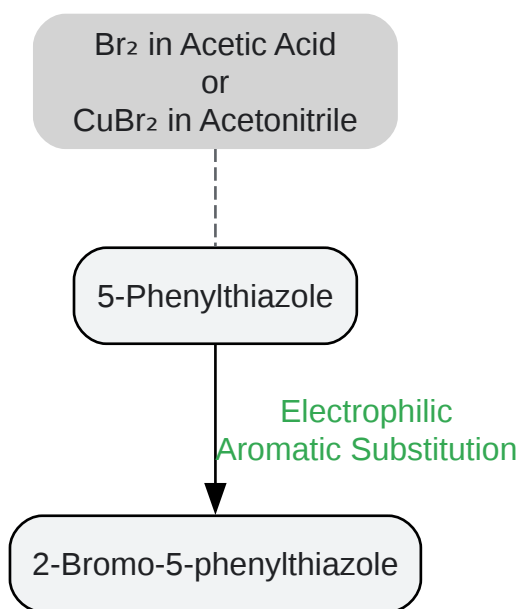 Br₂ in Acetic Acid
or
CuBr₂ in Acetonitrile
5-Phenylthiazole
Electrophilic
Aromatic Substitution
2-Bromo-5-phenylthiazole